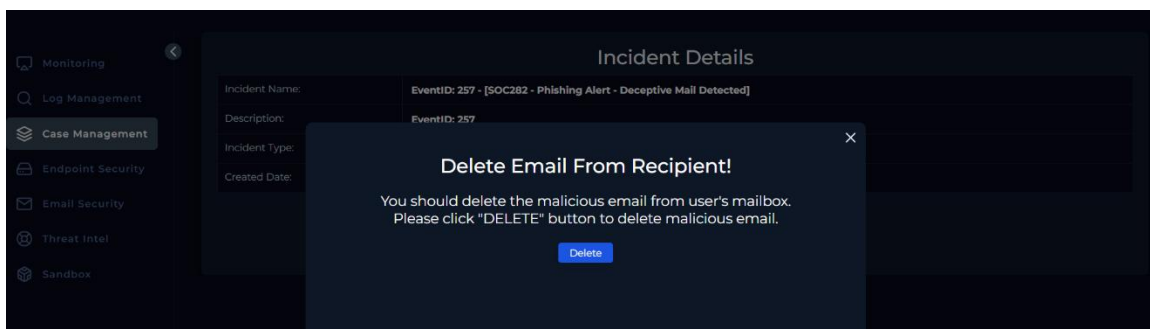 Monitoring
Log Management
Case Management
Endpoint Security
Email Security
Threat Intel
Sandbox
Incident Details
Incident Name: EventID: 257 - [SOC282 - Phishing Alert - Deceptive Mail Detected]
Description: EventID: 257
Incident Type:
Created Date:
Delete Email From Recipient!
You should delete the malicious email from user's mailbox.
Please click "DELETE" button to delete malicious email.
Delete